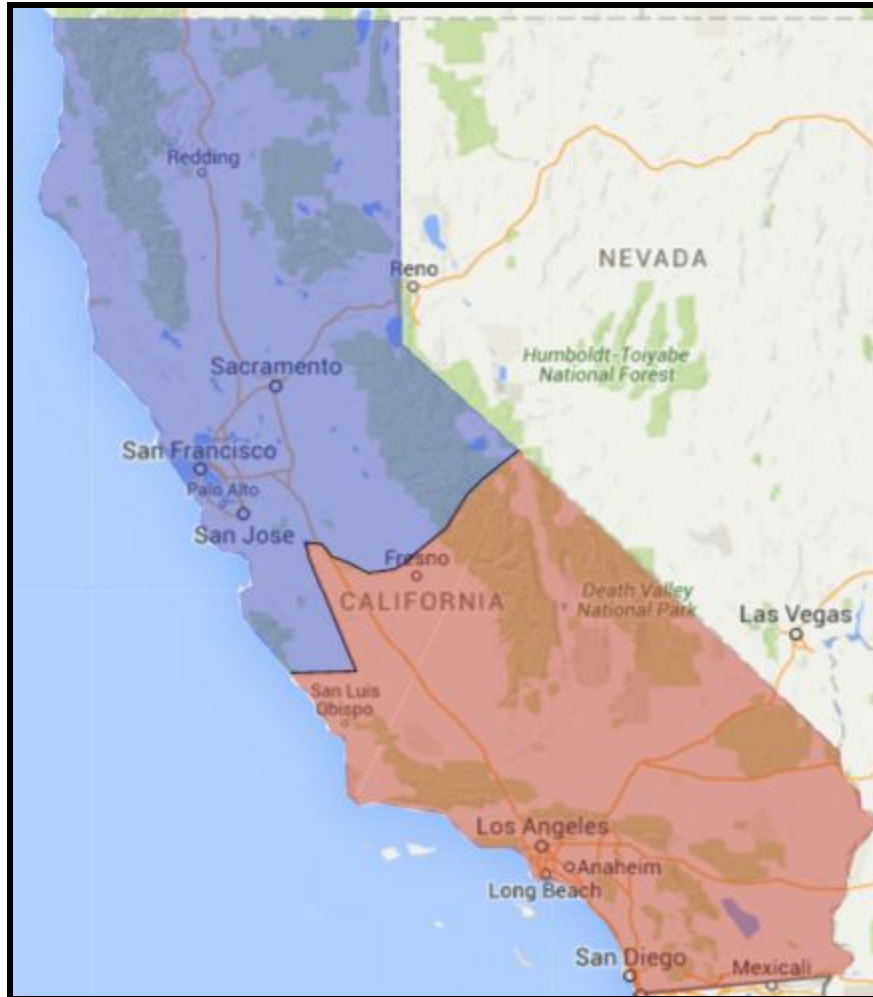 Redding
Reno
NEVADA
Humboldt-Toiyabe
National Forest
Sacramento
San Francisco
Palo Alto
San Jose
Fresno
CALIFORNIA
Death Valley
National Park
Las Vegas
San Luis
Obispo
Los Angeles
Anaheim
Long Beach
San Diego
Mexicali